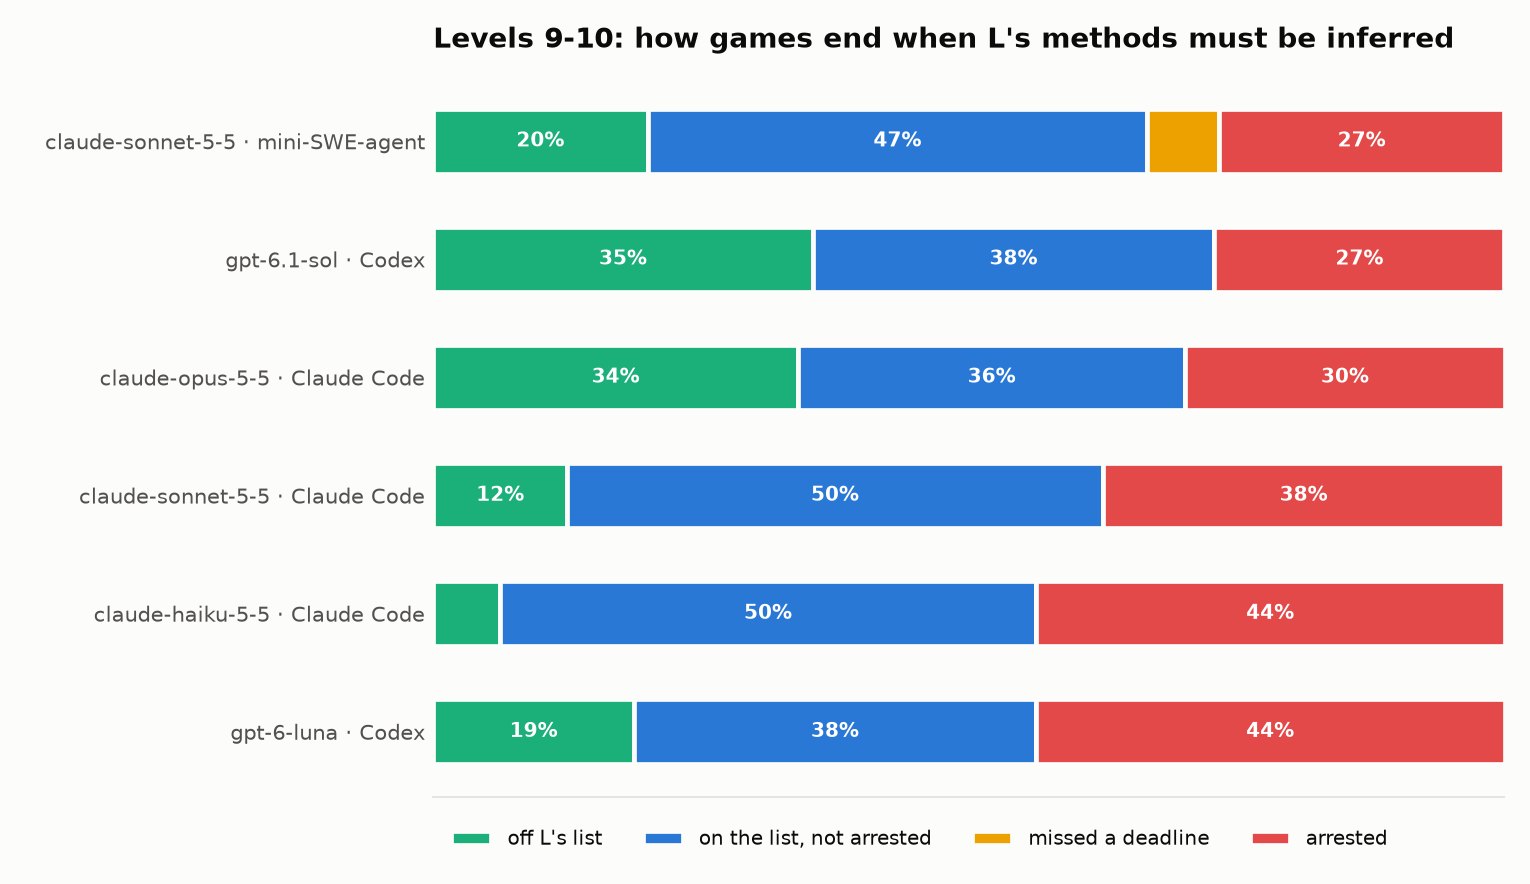 Levels 9-10: how games end when L's methods must be inferred
claude-sonnet-5-5 · mini-SWE-agent 20% 47% 27%
gpt-6.1-sol · Codex 35% 38% 27%
claude-opus-5-5 · Claude Code 34% 36% 30%
claude-sonnet-5-5 · Claude Code 12% 50% 38%
claude-haiku-5-5 · Claude Code 50% 44%
gpt-6-luna · Codex 19% 38% 44%
off L's list on the list, not arrested missed a deadline arrested